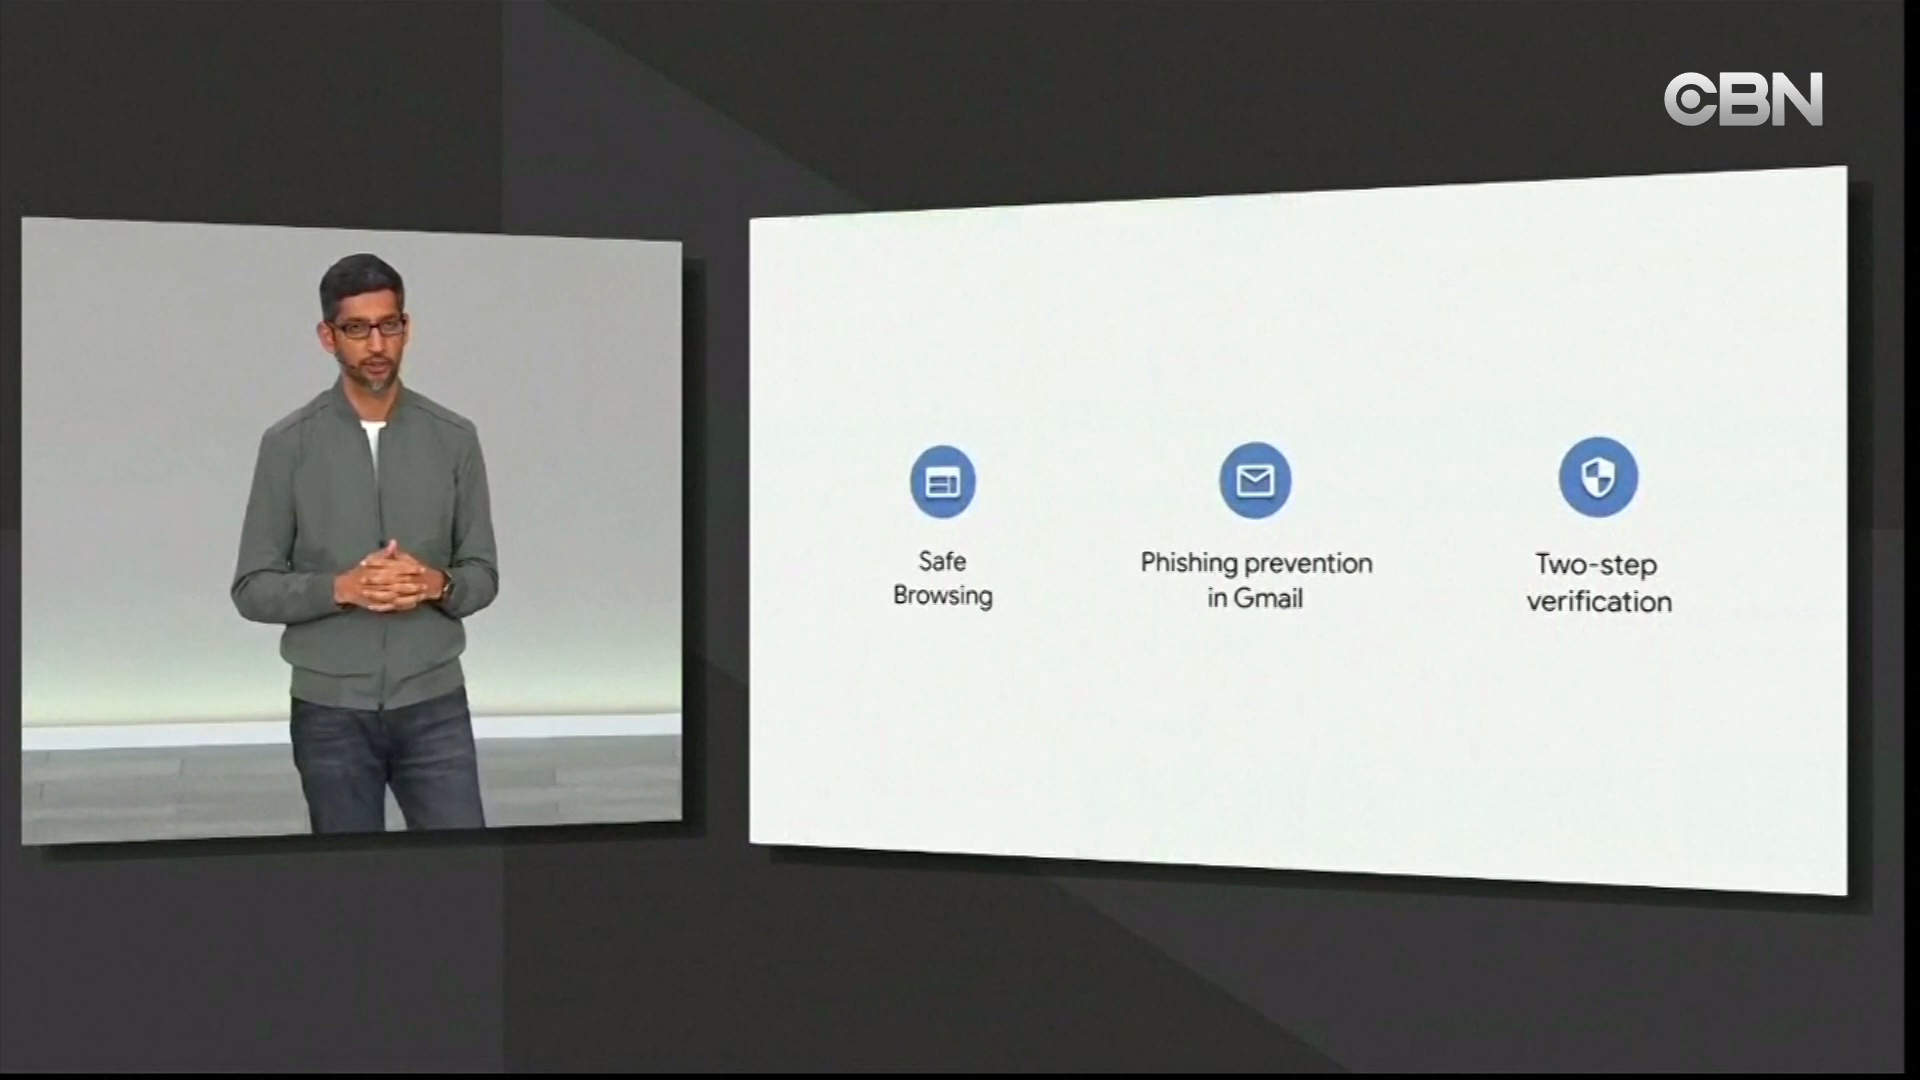 CBN
Safe
Browsing
Phishing prevention
in Gmail
Two-step
verification